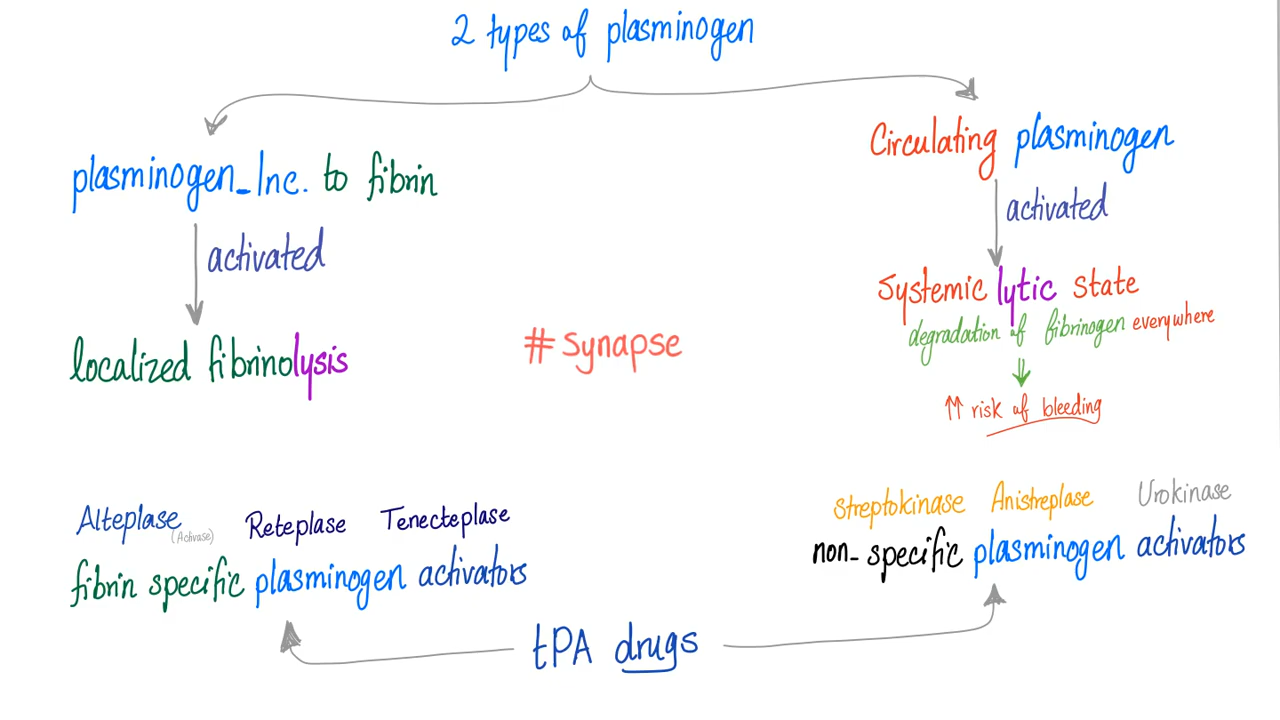 2 types of plasminogen
plasminogen_Inc. to fibrin
activated
localized fibrinolysis
Circulating plasminogen
activated
Systemic lytic state
degradation of fibrinogen everywhere
↑↑ risk of bleeding
#Synapse
Alteplase (Activase) Reteplase Tenecteplase
fibrin specific plasminogen activators
Streptokinase Anistreplase Urokinase
non-specific plasminogen activators
tPA drugs